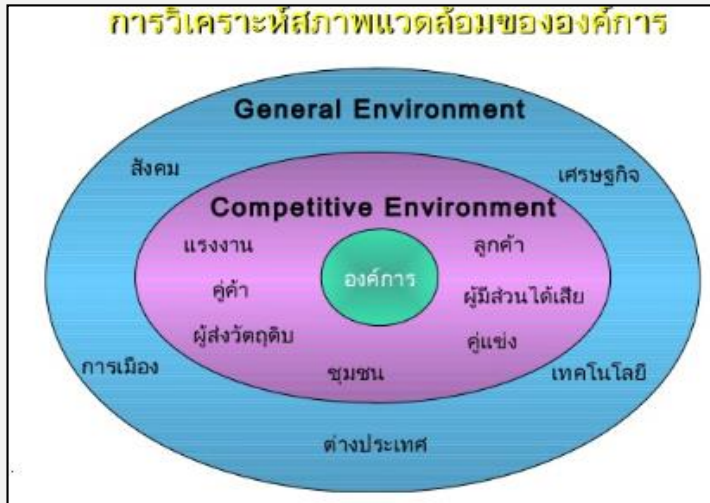 การวิเคราะห์สภาพแวดล้อมขององค์การ
General Environment
สังคม
เศรษฐกิจ
Competitive Environment
แรงงาน
ลูกค้า
องค์การ
คู่ค้า
ผู้มีส่วนได้เสีย
ผู้ส่งวัตถุดิบ
คู่แข่ง
การเมือง
ชุมชน
เทคโนโลยี
ต่างประเทศ